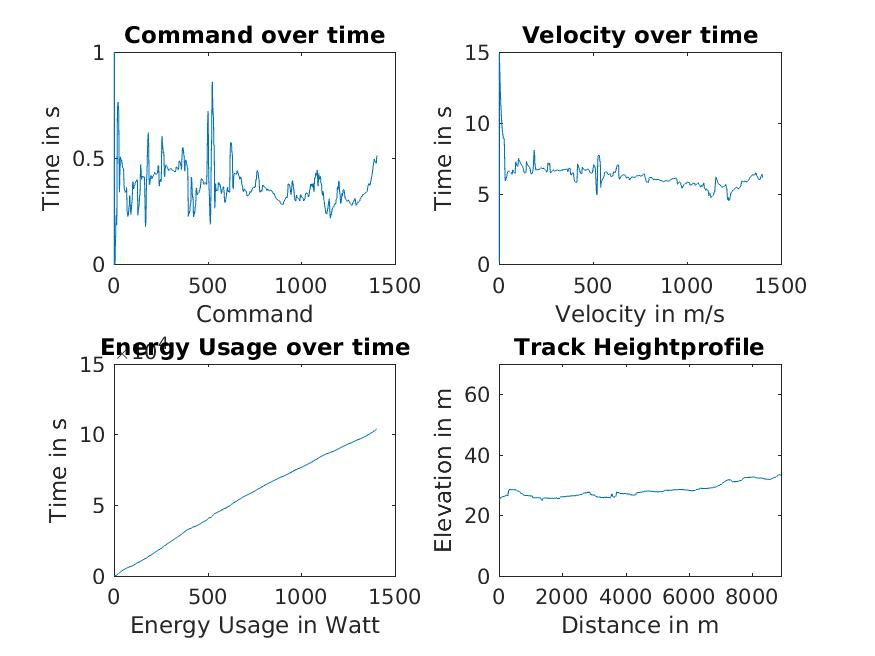 Command over time
1
0.5
0
Time in s
0 500 1000 1500
Command
Velocity over time
15
10
5
0
Time in s
0 500 1000 1500
Velocity in m/s
Energy Usage over time
×10^4
15
10
5
0
Time in s
0 500 1000 1500
Energy Usage in Watt
Track Heightprofile
60
40
20
0
Elevation in m
0 2000 4000 6000 8000
Distance in m